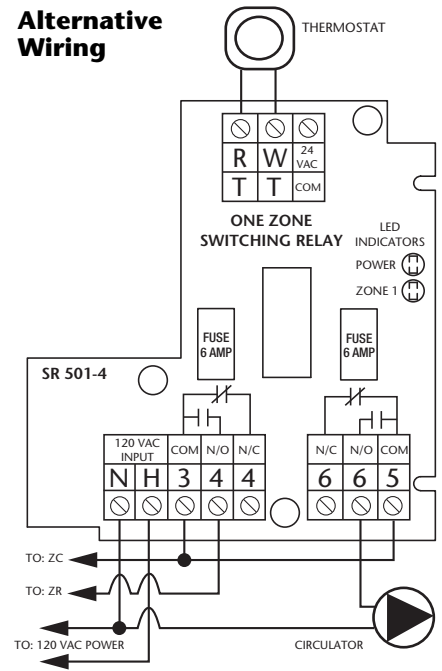 Alternative
Wiring
THERMOSTAT
R W 24 VAC
T T COM
ONE ZONE
SWITCHING RELAY
LED
INDICATORS
POWER
ZONE 1
FUSE
6 AMP
FUSE
6 AMP
SR 501-4
120 VAC
INPUT
COM N/O N/C
N H 3 4 4
N/C N/O COM
6 6 5
TO: ZC
TO: ZR
TO: 120 VAC POWER
CIRCULATOR